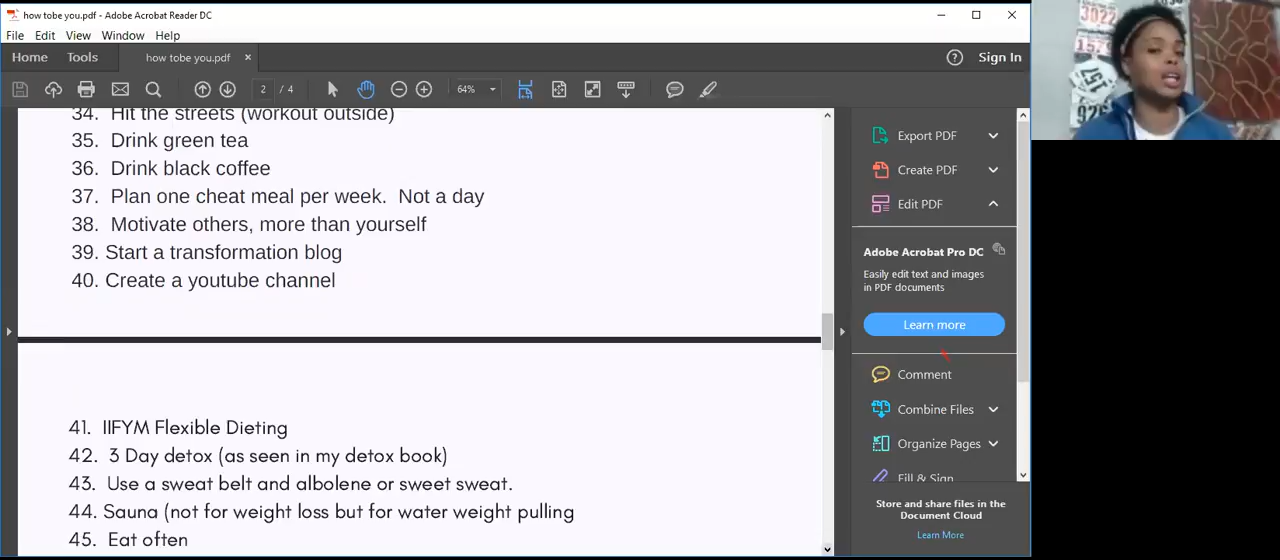 how tobe you.pdf - Adobe Acrobat Reader DC
File Edit View Window Help
Home Tools how tobe you.pdf × Sign In
2 / 4 64%
34. Hit the streets (workout outside)
35. Drink green tea
36. Drink black coffee
37. Plan one cheat meal per week. Not a day
38. Motivate others, more than yourself
39. Start a transformation blog
40. Create a youtube channel
41. IIFYM Flexible Dieting
42. 3 Day detox (as seen in my detox book)
43. Use a sweat belt and albolene or sweet sweat.
44. Sauna (not for weight loss but for water weight pulling
45. Eat often
Export PDF
Create PDF
Edit PDF
Adobe Acrobat Pro DC
Easily edit text and images
in PDF documents
Learn more
Comment
Combine Files
Organize Pages
Fill & Sign
Store and share files in the
Document Cloud
Learn More
3022
157
926